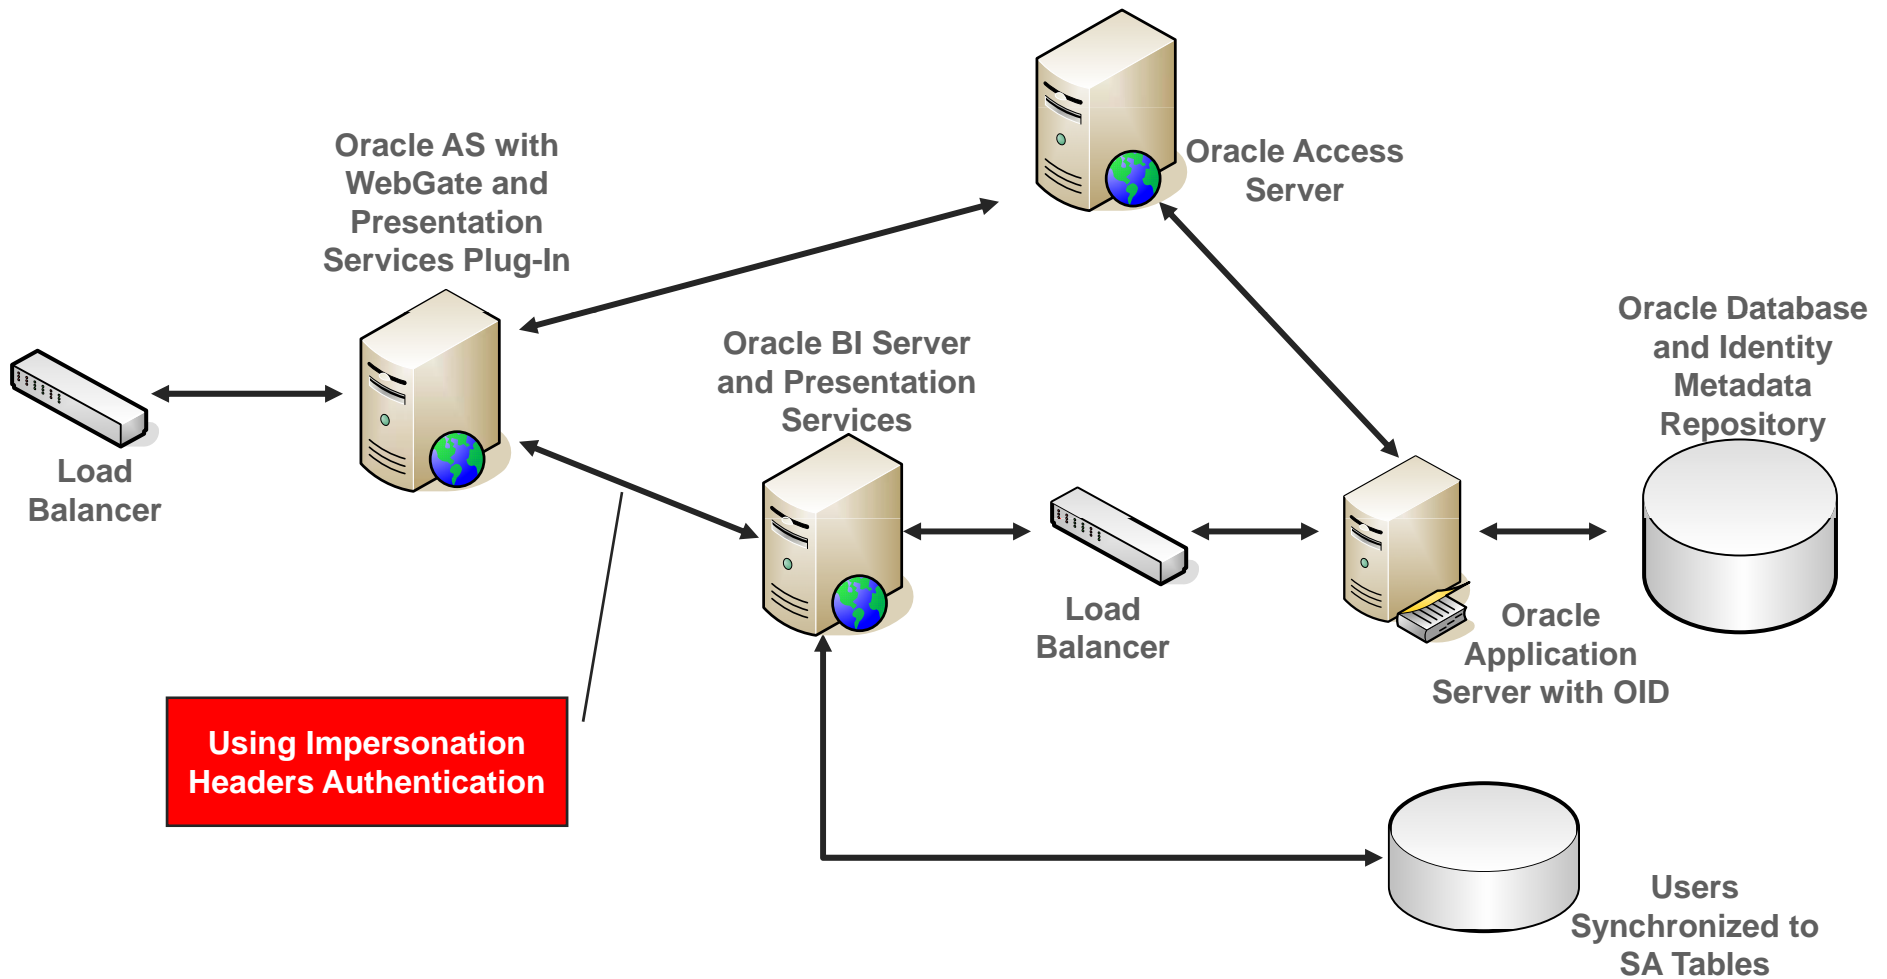 Oracle AS with
WebGate and
Presentation
Services Plug-In
Oracle Access
Server
Oracle Database
and Identity
Metadata
Repository
Oracle BI Server
and Presentation
Services
Load
Balancer
Load
Balancer
Oracle
Application
Server with OID
Using Impersonation
Headers Authentication
Users
Synchronized to
SA Tables